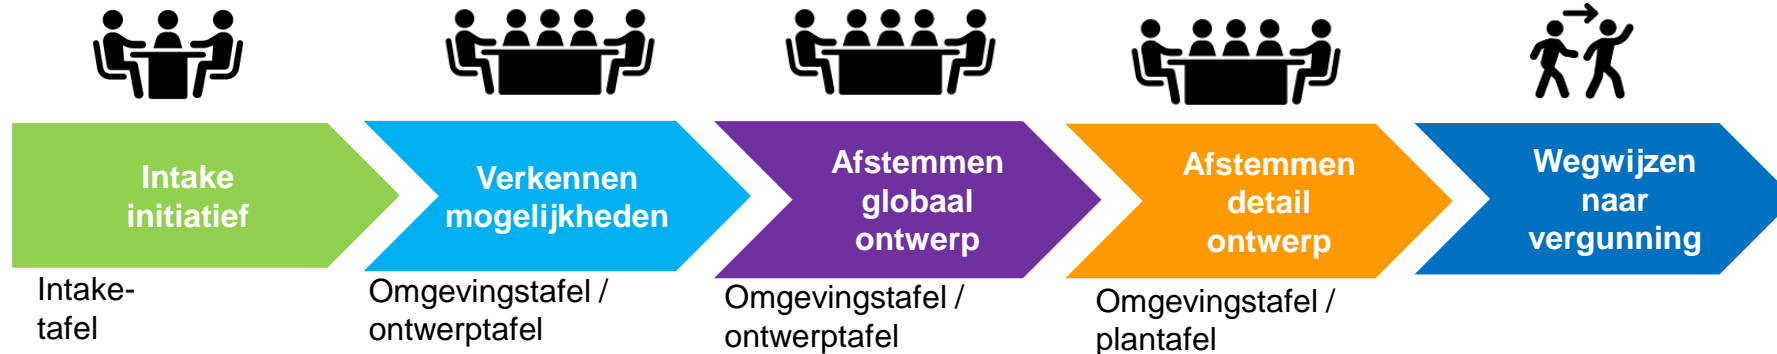 Intake
initiatief
Verkennen
mogelijkheden
Afstemmen
globaal
ontwerp
Afstemmen
detail
ontwerp
Wegwijzen
naar
vergunning
Intake-
tafel
Omgevingstafel /
ontwerptafel
Omgevingstafel /
ontwerptafel
Omgevingstafel /
plantafel